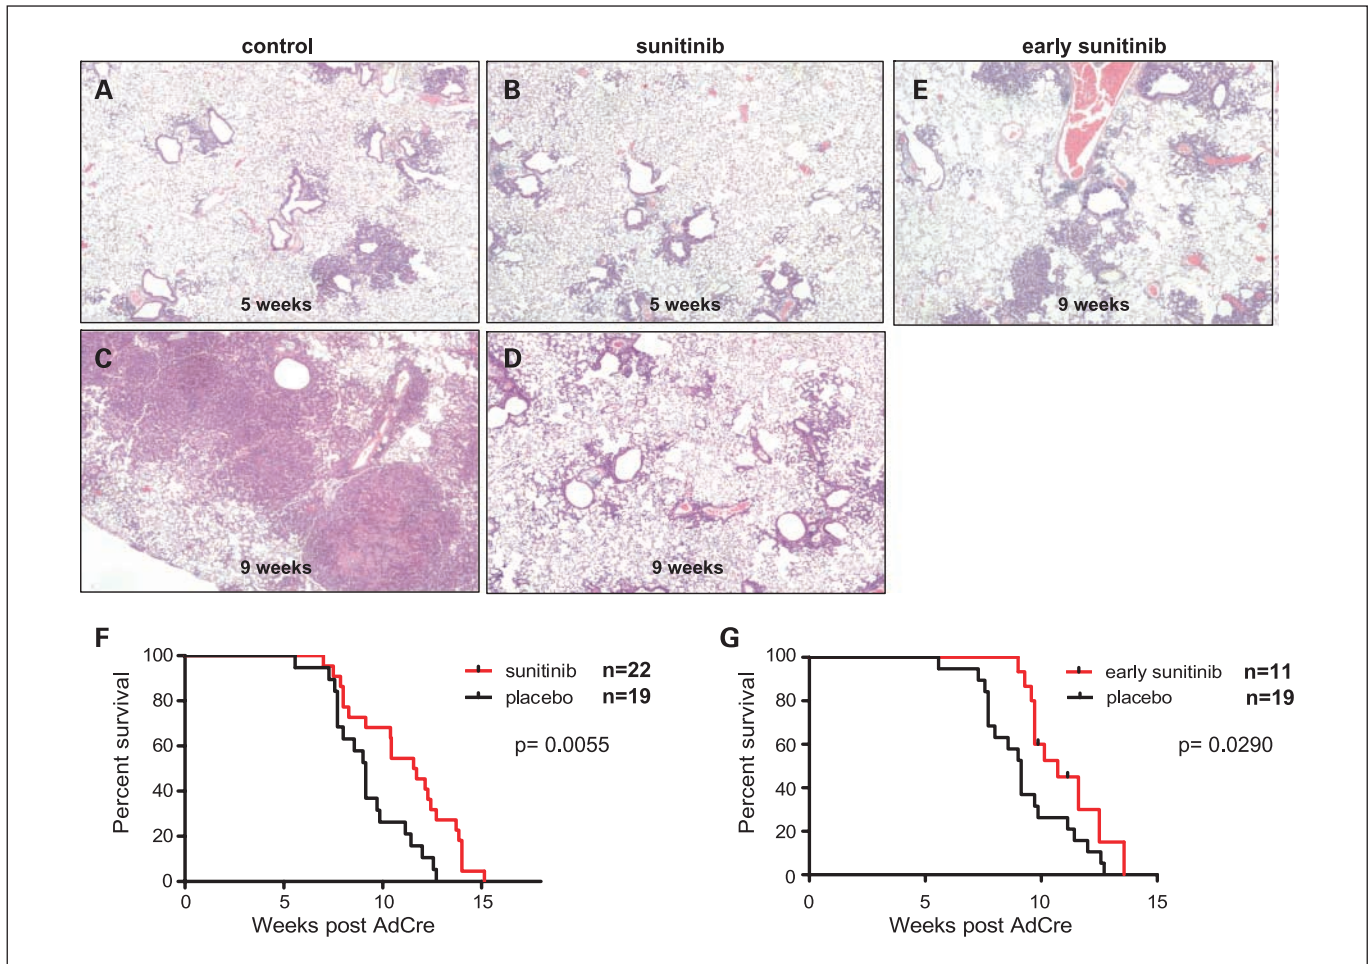 control
sunitinib
early sunitinib
A
B
E
5 weeks
5 weeks
9 weeks
C
D
9 weeks
9 weeks
F
100
80
60
40
20
0
0 5 10 15
Percent survival
Weeks post AdCre
sunitinib n=22
placebo n=19
p= 0.0055
G
100
80
60
40
20
0
0 5 10 15
Percent survival
Weeks post AdCre
early sunitinib n=11
placebo n=19
p= 0.0290